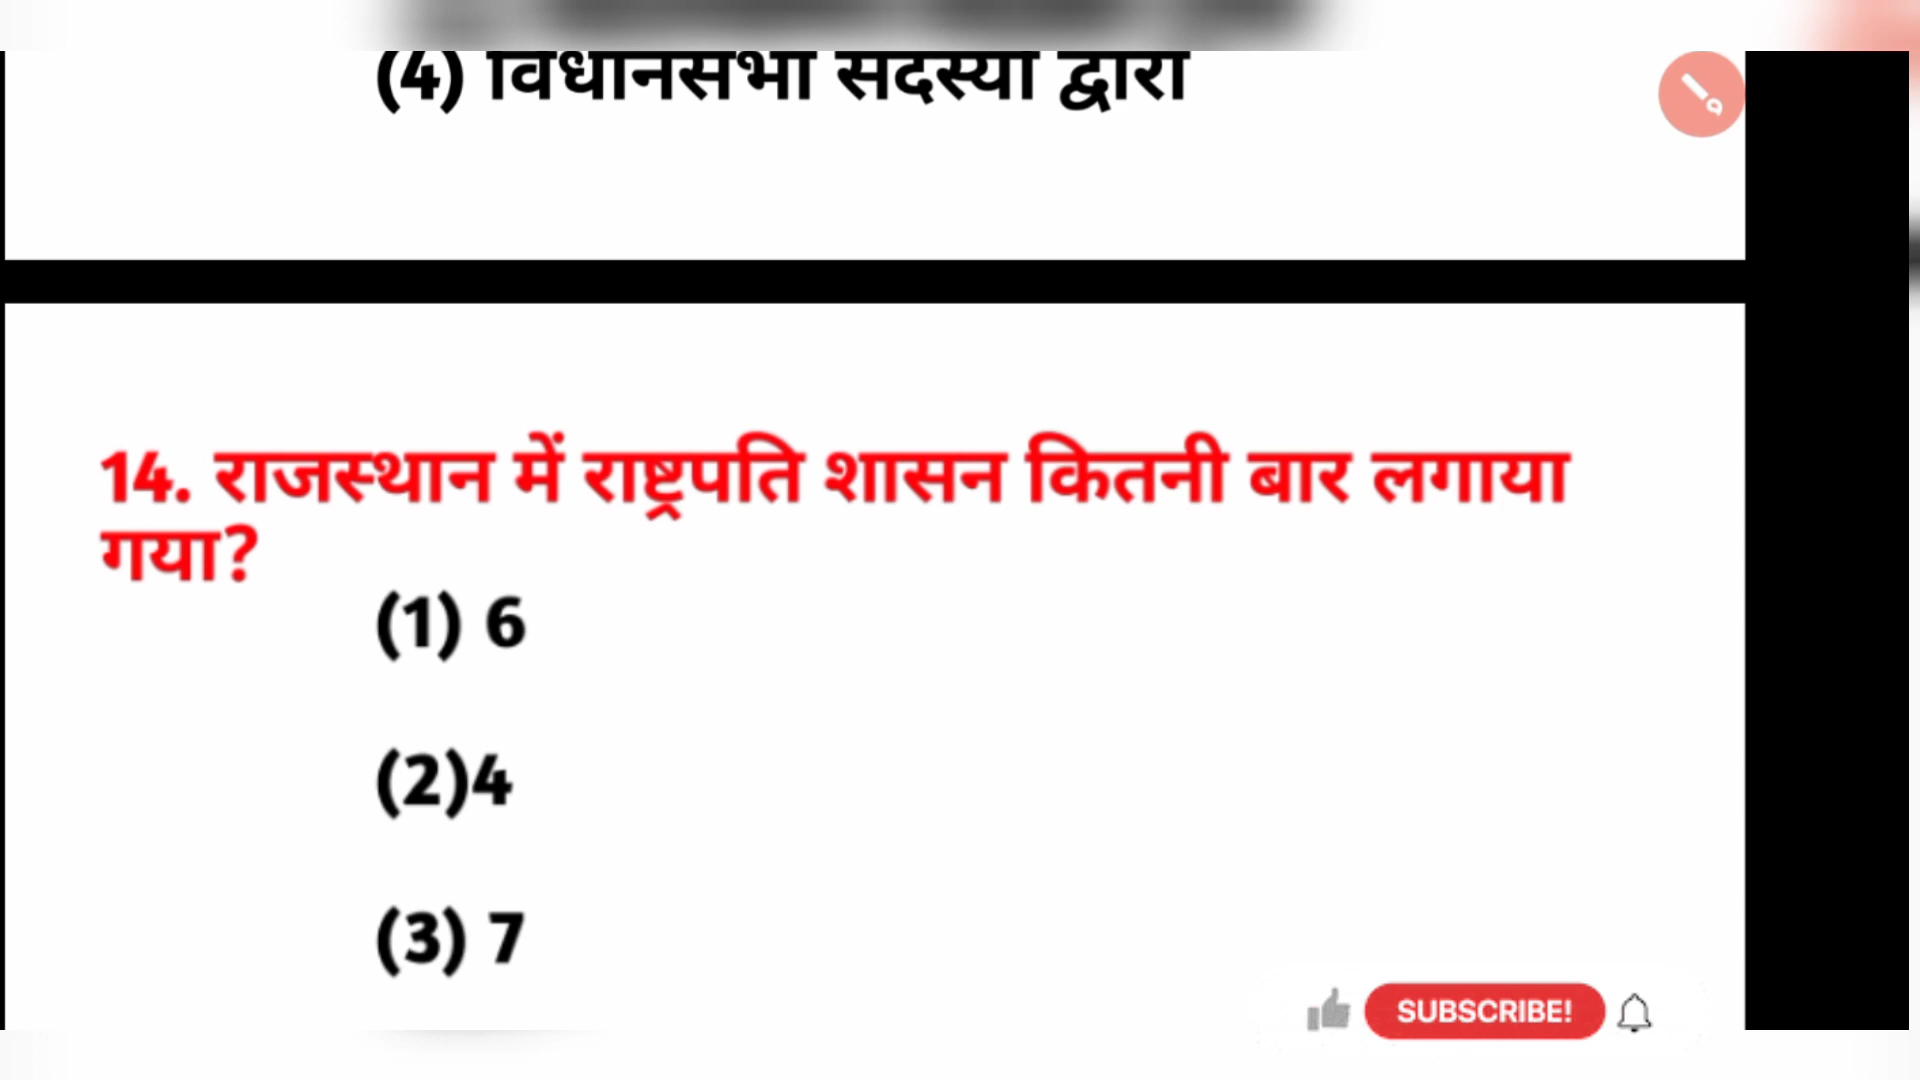 (4) विधानसभा सदस्यों द्वारा
14. राजस्थान में राष्ट्रपति शासन कितनी बार लगाया
गया?
(1) 6
(2)4
(3) 7
SUBSCRIBE!